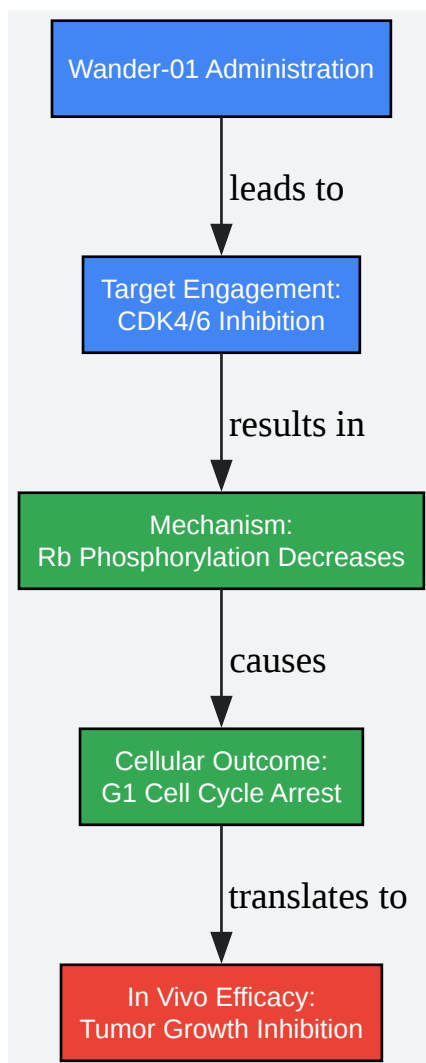 Wander-01 Administration
leads to
Target Engagement:
CDK4/6 Inhibition
results in
Mechanism:
Rb Phosphorylation Decreases
causes
Cellular Outcome:
G1 Cell Cycle Arrest
translates to
In Vivo Efficacy:
Tumor Growth Inhibition